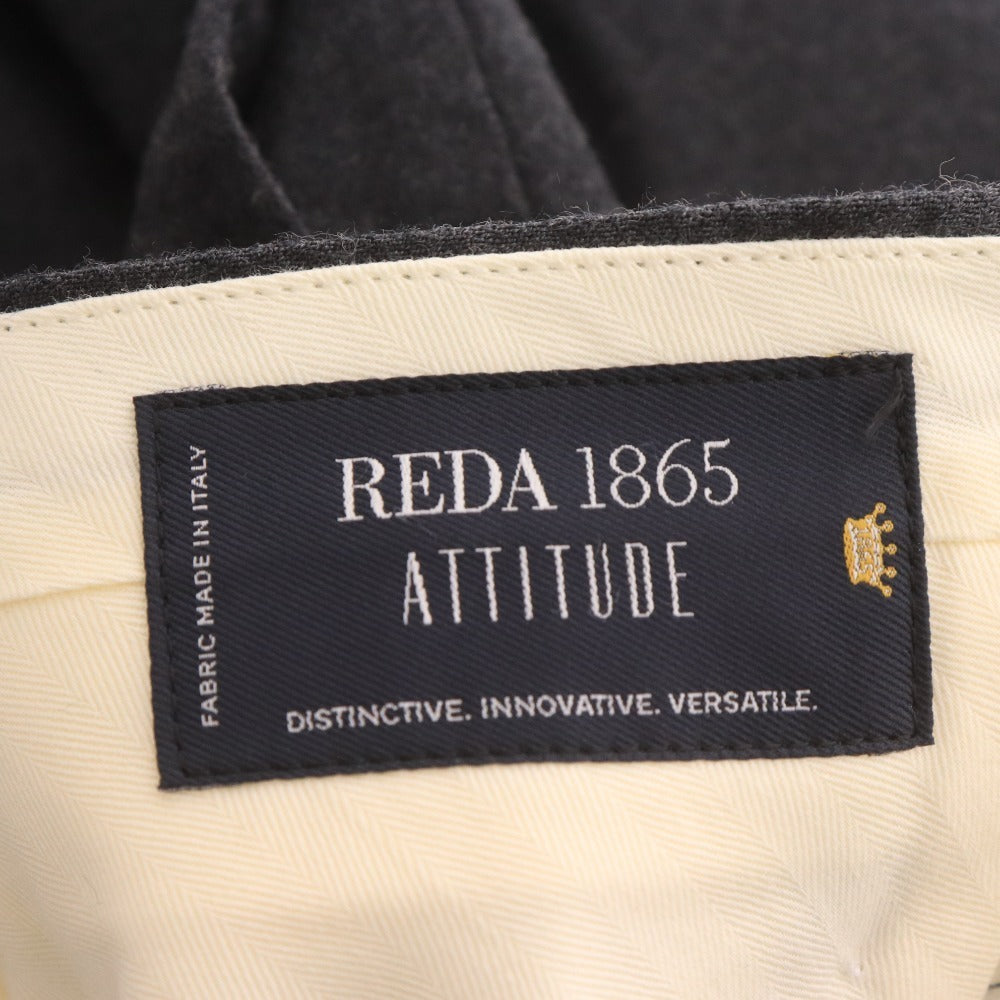 FABRIC MADE IN ITALY
REDA 1865
ATTITUDE
DISTINCTIVE. INNOVATIVE. VERSATILE.